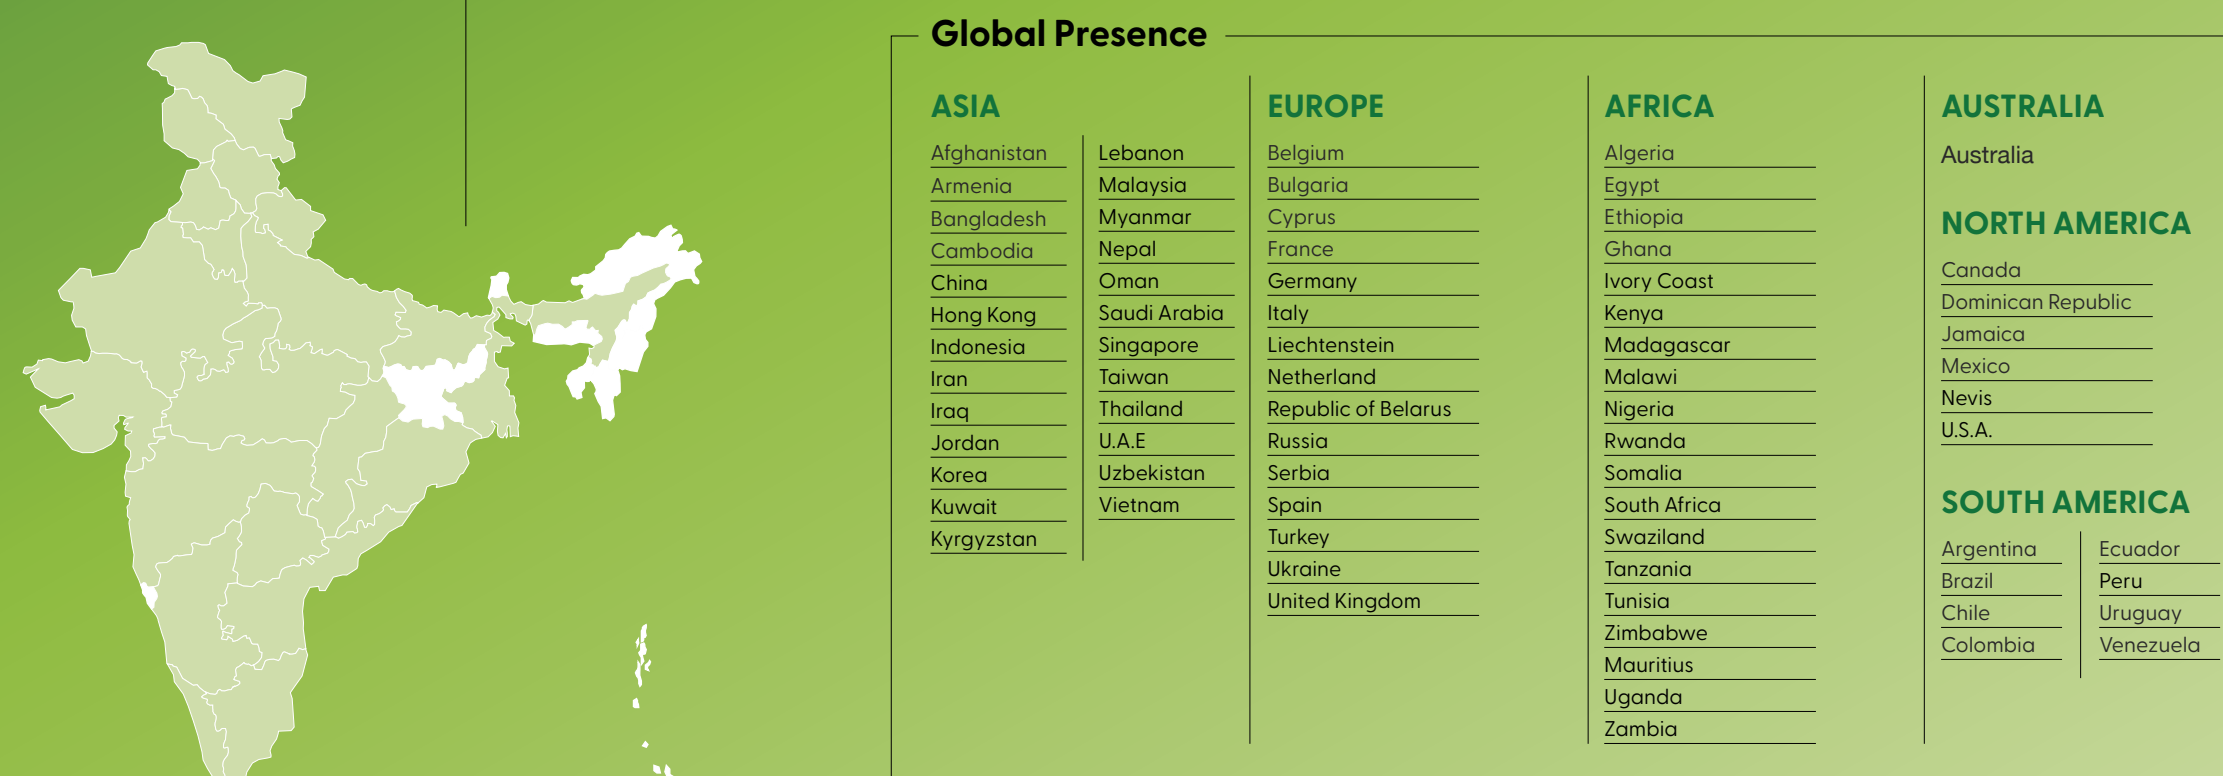 Global Presence
ASIA
Afghanistan
Armenia
Bangladesh
Cambodia
China
Hong Kong
Indonesia
Iran
Iraq
Jordan
Korea
Kuwait
Kyrgyzstan
Lebanon
Malaysia
Myanmar
Nepal
Oman
Saudi Arabia
Singapore
Taiwan
Thailand
U.A.E
Uzbekistan
Vietnam
EUROPE
Belgium
Bulgaria
Cyprus
France
Germany
Italy
Liechtenstein
Netherland
Republic of Belarus
Russia
Serbia
Spain
Turkey
Ukraine
United Kingdom
AFRICA
Algeria
Egypt
Ethiopia
Ghana
Ivory Coast
Kenya
Madagascar
Malawi
Nigeria
Rwanda
Somalia
South Africa
Swaziland
Tanzania
Tunisia
Zimbabwe
Mauritius
Uganda
Zambia
AUSTRALIA
Australia
NORTH AMERICA
Canada
Dominican Republic
Jamaica
Mexico
Nevis
U.S.A.
SOUTH AMERICA
Argentina
Brazil
Chile
Colombia
Ecuador
Peru
Uruguay
Venezuela